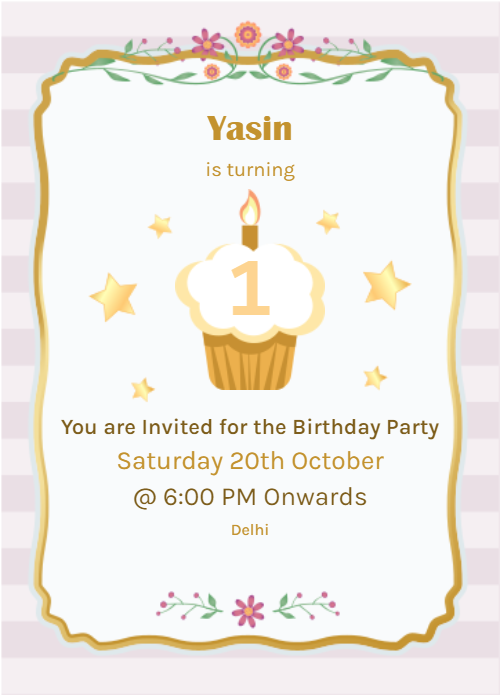 Yasin
is turning
1
You are Invited for the Birthday Party
Saturday 20th October
@ 6:00 PM Onwards
Delhi